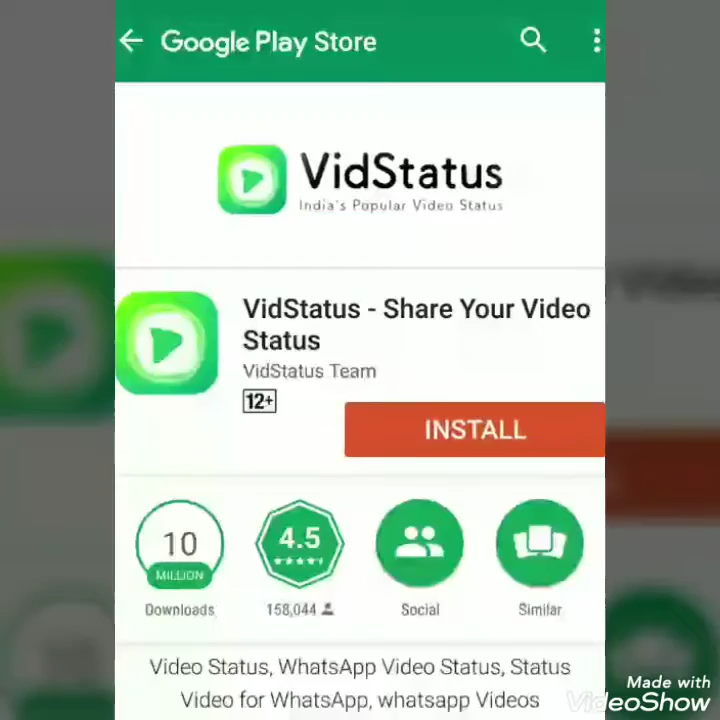 Google Play Store
VidStatus
India's Popular Video Status
VidStatus - Share Your Video
Status
VidStatus Team
12+
INSTALL
10
MILLION
4.5
Downloads
158,044
Social
Similar
Video Status, WhatsApp Video Status, Status
Video for WhatsApp, whatsapp Videos
Made with
VideoShow